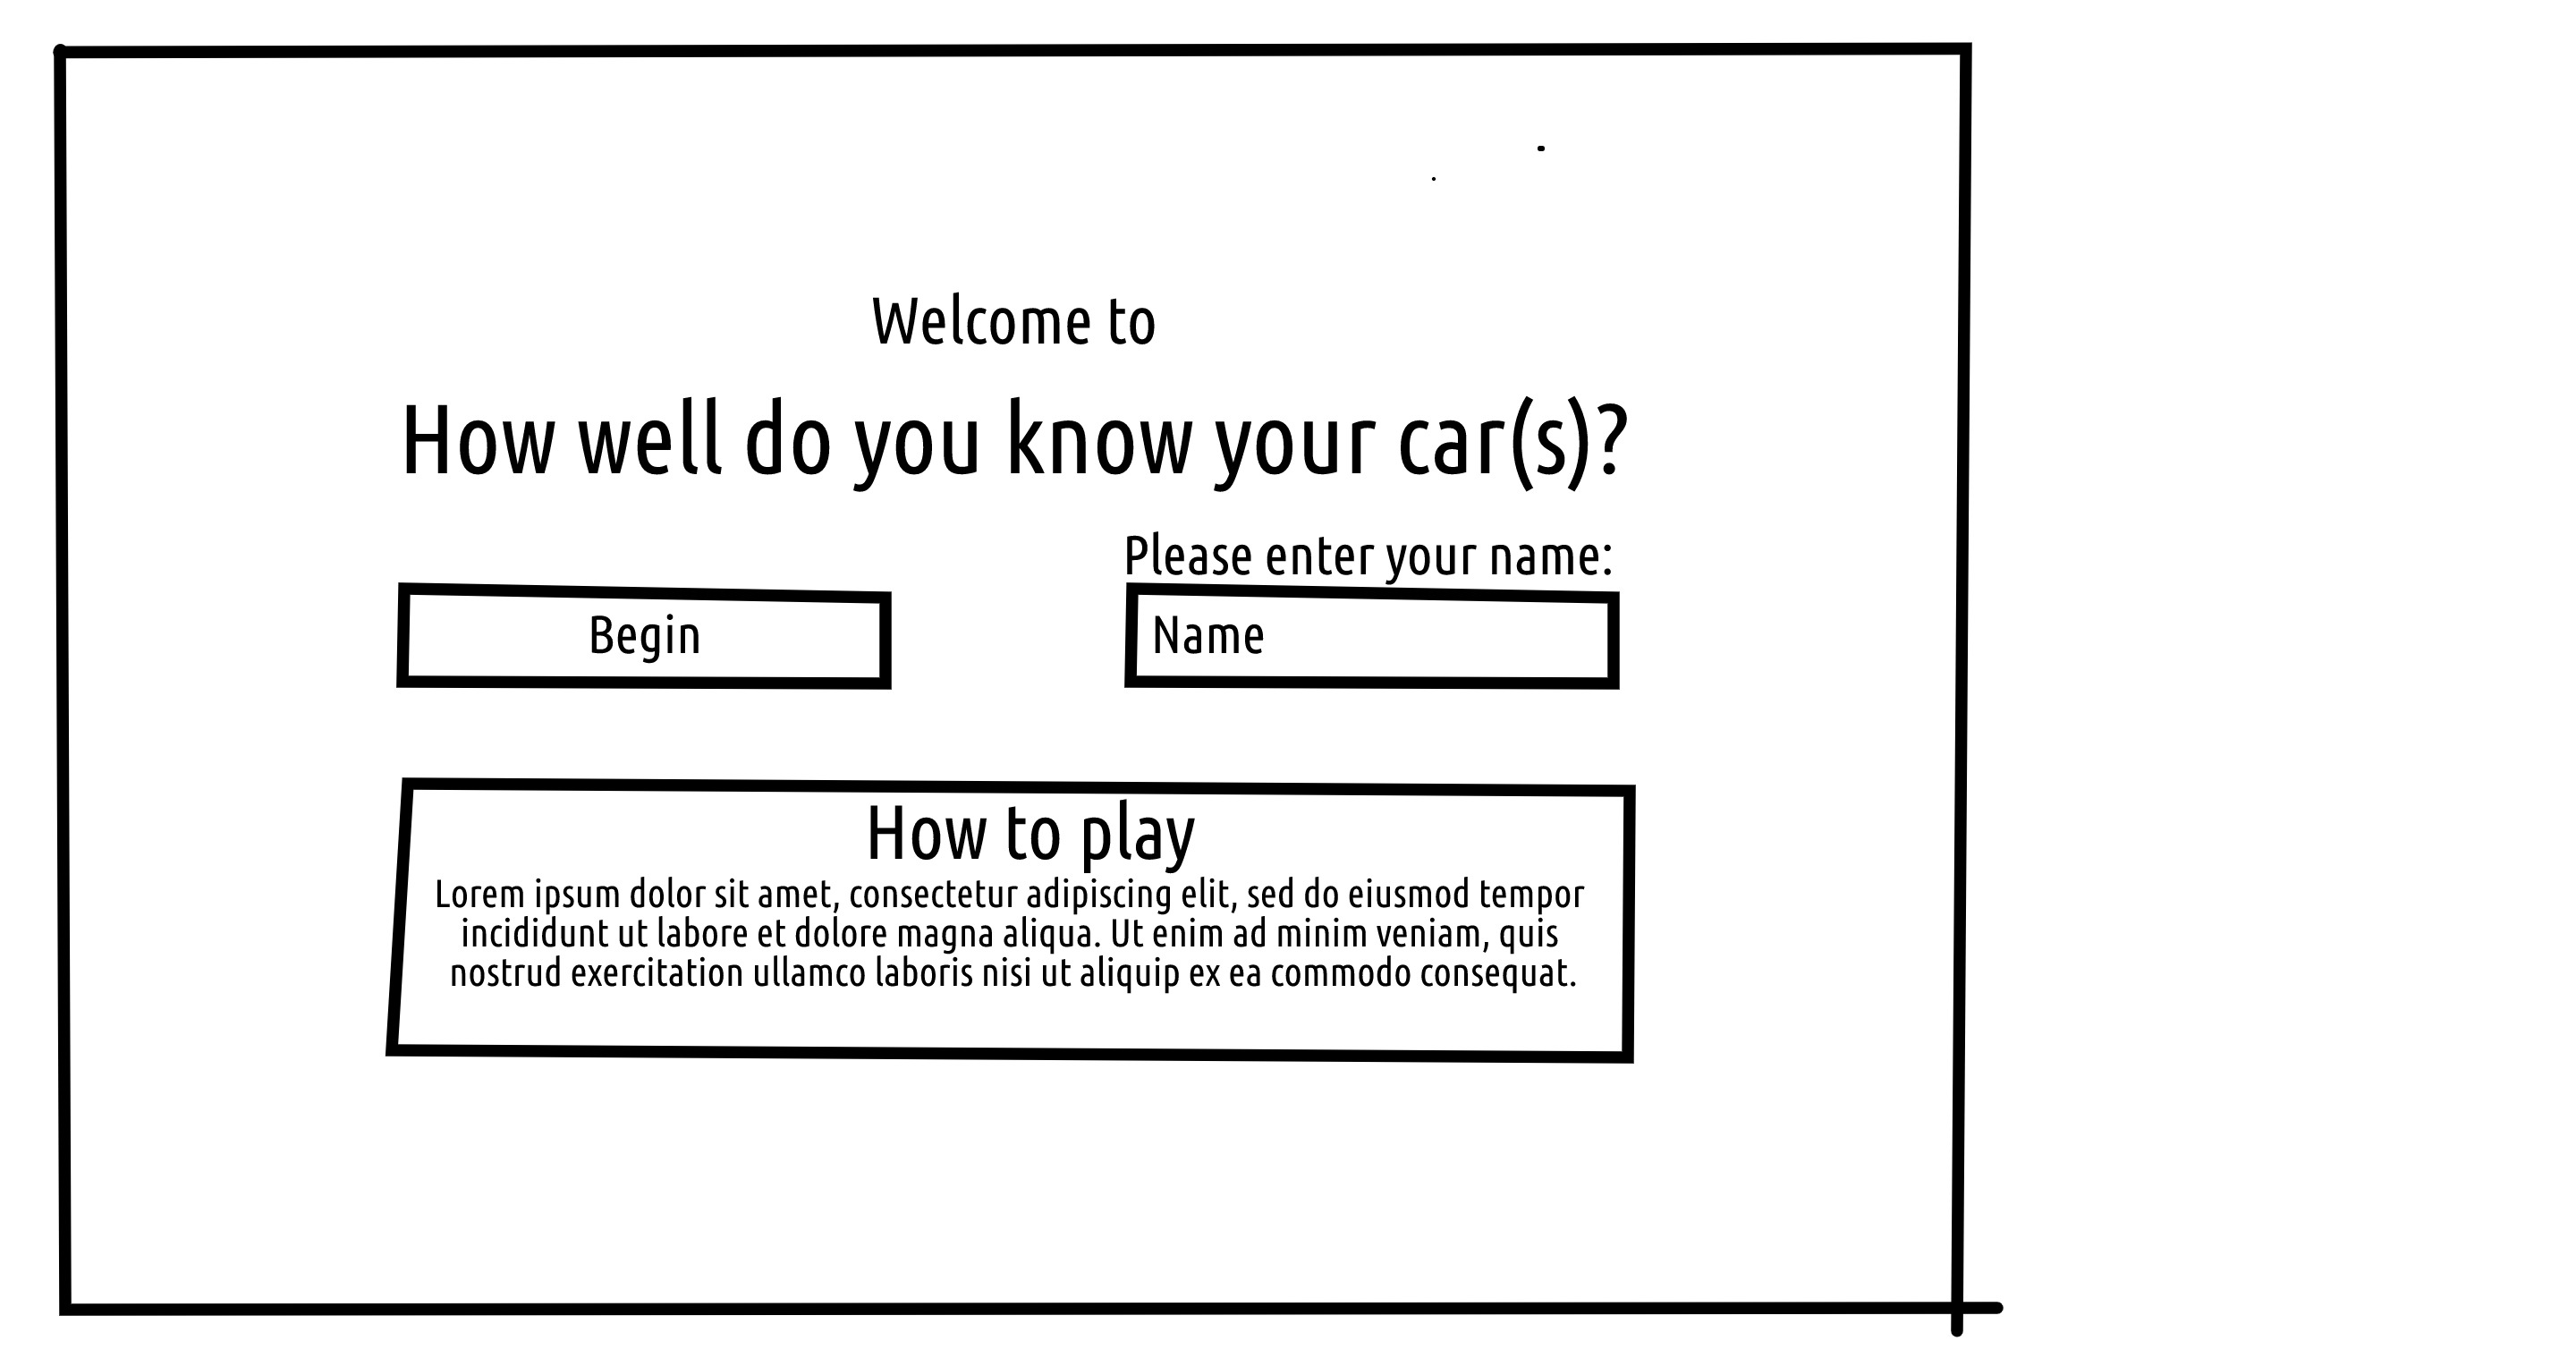 Welcome to
How well do you know your car(s)?
Please enter your name:
Begin
Name
How to play
Lorem ipsum dolor sit amet, consectetur adipiscing elit, sed do eiusmod tempor
incididunt ut labore et dolore magna aliqua. Ut enim ad minim veniam, quis
nostrud exercitation ullamco laboris nisi ut aliquip ex ea commodo consequat.